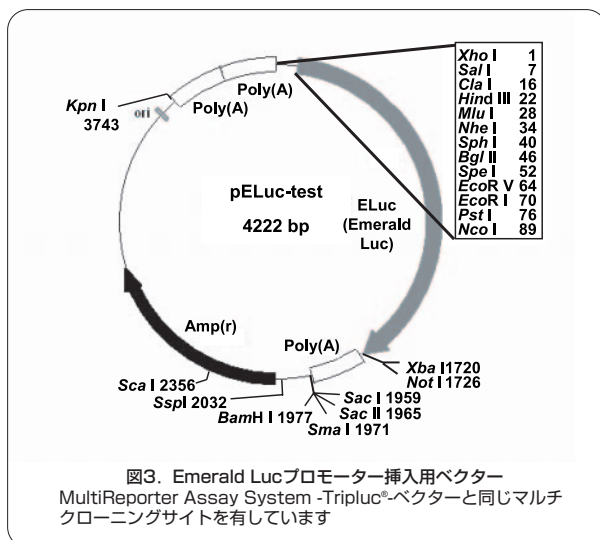 Xho I 1
Sal I 7
Cla I 16
Hind III 22
Mlu I 28
Nhe I 34
Sph I 40
Bgl II 46
Spe I 52
EcoR V 64
EcoR I 70
Pst I 76
Nco I 89
Poly(A)
Poly(A)
Kpn I
3743
ori
pELuc-test
4222 bp
ELuc
(Emerald
Luc)
Amp(r)
Poly(A)
Xba I1720
Not I 1726
Sca I 2356
SspI 2032
BamH I 1977
Sac I 1959
Sac II 1965
Sma I 1971
図3. Emerald Lucプロモーター挿入用ベクター
MultiReporter Assay System -Tripluc®-ベクターと同じマルチ
クローニングサイトを有しています